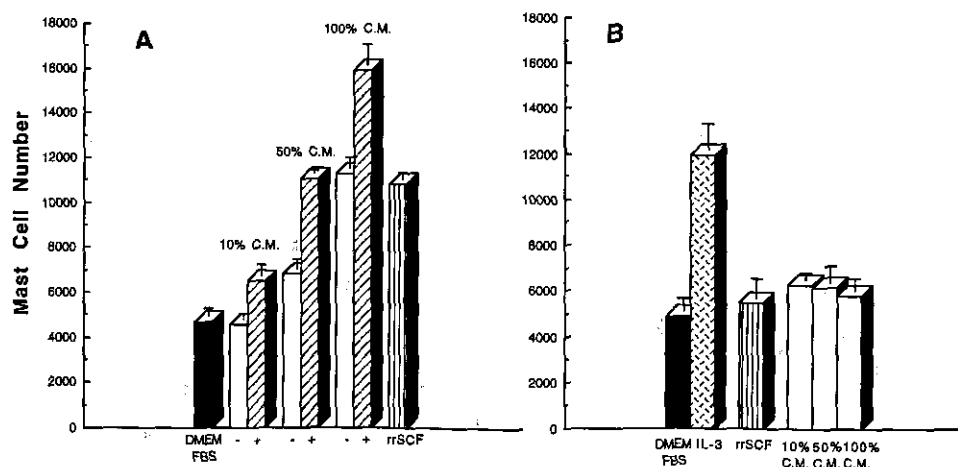 A
B
Mast Cell Number
18000
16000
14000
12000
10000
8000
6000
4000
2000
0
10% C.M.
50% C.M.
100% C.M.
DMEM FBS
-
+
-
+
-
+
rrSCF
18000
16000
14000
12000
10000
8000
6000
4000
2000
0
DMEM FBS
IL-3
rrSCF
10% C.M.
50% C.M.
100% C.M.